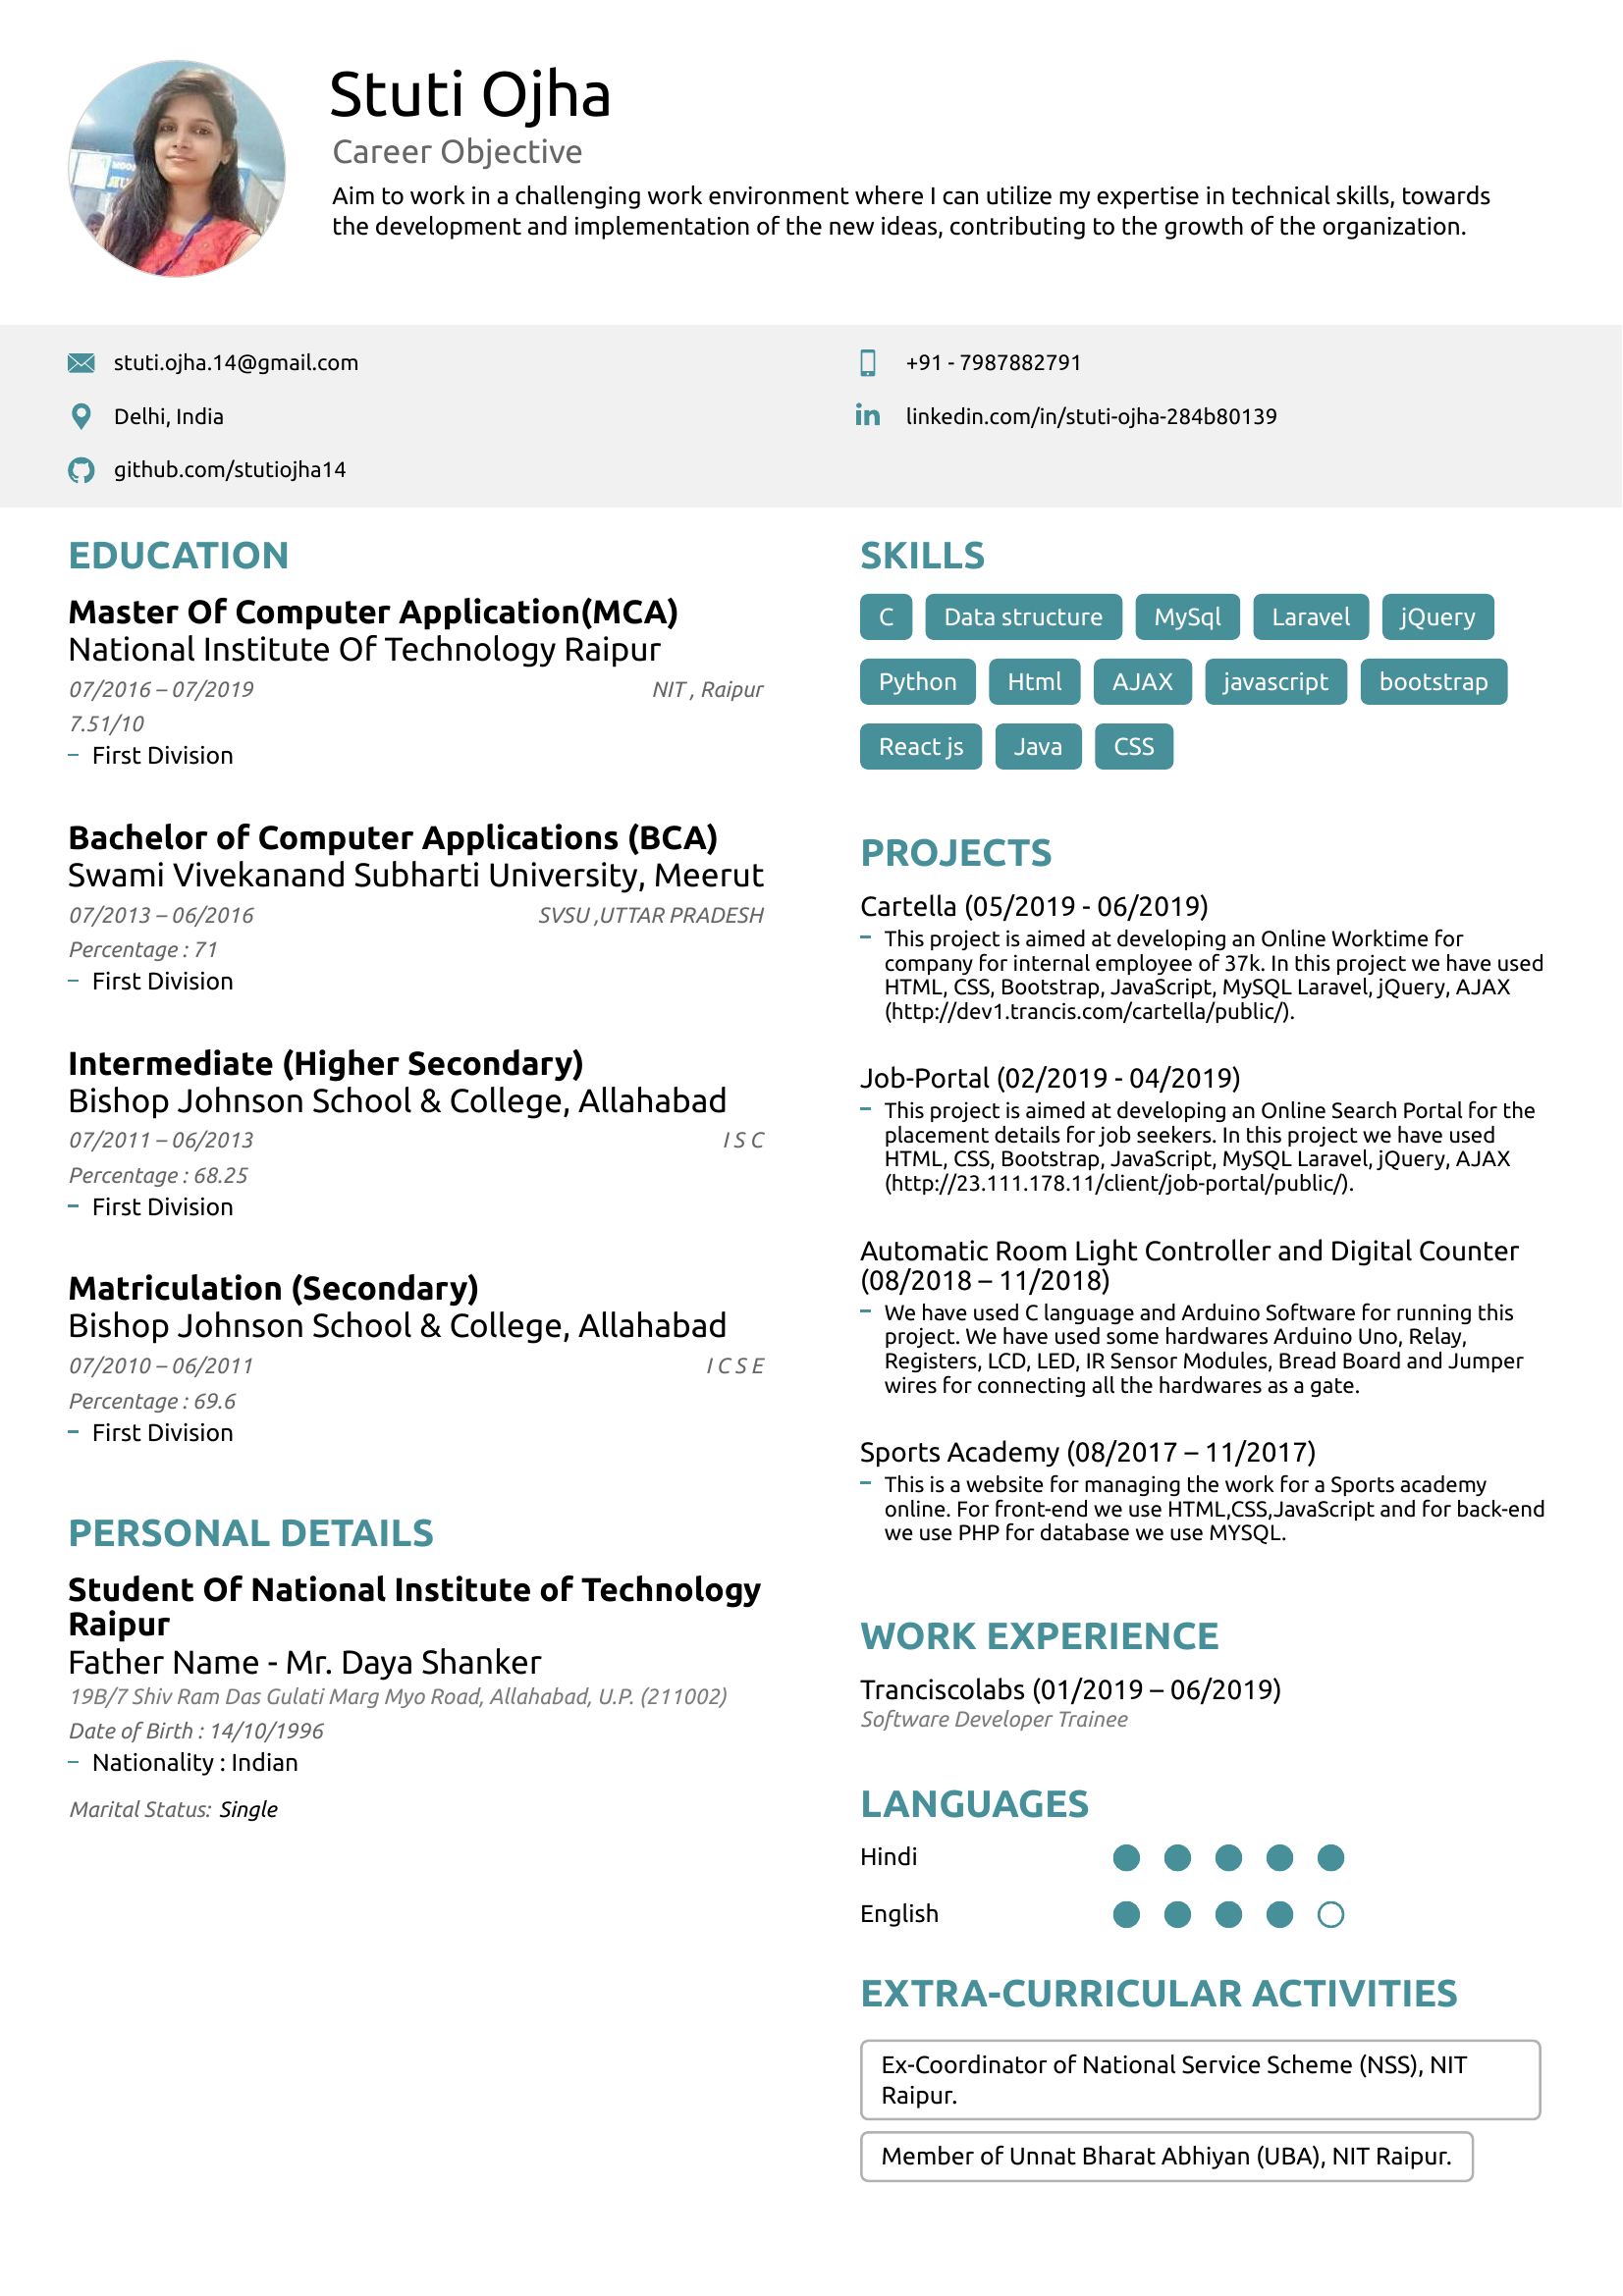 Stuti Ojha
Career Objective
Aim to work in a challenging work environment where I can utilize my expertise in technical skills, towards
the development and implementation of the new ideas, contributing to the growth of the organization.
stuti.ojha.14@gmail.com
+91 - 7987882791
Delhi, India
linkedin.com/in/stuti-ojha-284b80139
github.com/stutiojha14
EDUCATION
Master Of Computer Application(MCA)
National Institute Of Technology Raipur
07/2016 – 07/2019 NIT , Raipur
7.51/10
– First Division
Bachelor of Computer Applications (BCA)
Swami Vivekanand Subharti University, Meerut
07/2013 – 06/2016 SVSU ,UTTAR PRADESH
Percentage : 71
– First Division
Intermediate (Higher Secondary)
Bishop Johnson School & College, Allahabad
07/2011 – 06/2013 I S C
Percentage : 68.25
– First Division
Matriculation (Secondary)
Bishop Johnson School & College, Allahabad
07/2010 – 06/2011 I C S E
Percentage : 69.6
– First Division
PERSONAL DETAILS
Student Of National Institute of Technology
Raipur
Father Name - Mr. Daya Shanker
19B/7 Shiv Ram Das Gulati Marg Myo Road, Allahabad, U.P. (211002)
Date of Birth : 14/10/1996
– Nationality : Indian
Marital Status: Single
SKILLS
C Data structure MySql Laravel jQuery
Python Html AJAX javascript bootstrap
React js Java CSS
PROJECTS
Cartella (05/2019 - 06/2019)
– This project is aimed at developing an Online Worktime for
company for internal employee of 37k. In this project we have used
HTML, CSS, Bootstrap, JavaScript, MySQL Laravel, jQuery, AJAX
(http://dev1.trancis.com/cartella/public/).
Job-Portal (02/2019 - 04/2019)
– This project is aimed at developing an Online Search Portal for the
placement details for job seekers. In this project we have used
HTML, CSS, Bootstrap, JavaScript, MySQL Laravel, jQuery, AJAX
(http://23.111.178.11/client/job-portal/public/).
Automatic Room Light Controller and Digital Counter
(08/2018 – 11/2018)
– We have used C language and Arduino Software for running this
project. We have used some hardwares Arduino Uno, Relay,
Registers, LCD, LED, IR Sensor Modules, Bread Board and Jumper
wires for connecting all the hardwares as a gate.
Sports Academy (08/2017 – 11/2017)
– This is a website for managing the work for a Sports academy
online. For front-end we use HTML,CSS,JavaScript and for back-end
we use PHP for database we use MYSQL.
WORK EXPERIENCE
Tranciscolabs (01/2019 – 06/2019)
Software Developer Trainee
LANGUAGES
Hindi
English
EXTRA-CURRICULAR ACTIVITIES
Ex-Coordinator of National Service Scheme (NSS), NIT
Raipur.
Member of Unnat Bharat Abhiyan (UBA), NIT Raipur.